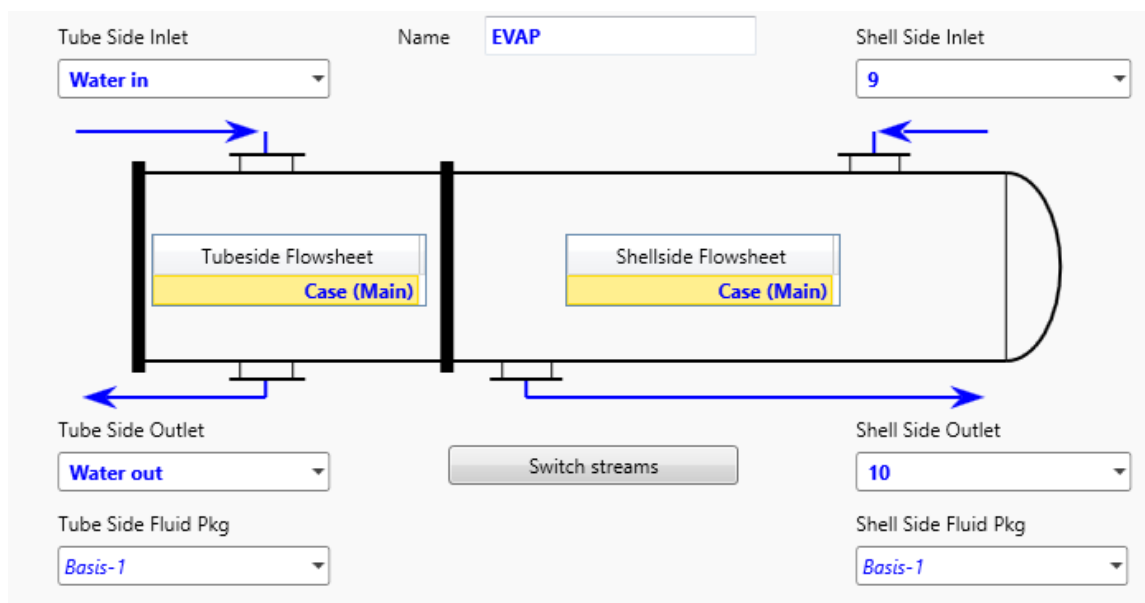 Tube Side Inlet Name EVAP Shell Side Inlet
Water in 9
Tubeside Flowsheet Shellside Flowsheet
Case (Main) Case (Main)
Tube Side Outlet Shell Side Outlet
Water out Switch streams 10
Tube Side Fluid Pkg Shell Side Fluid Pkg
Basis-1 Basis-1